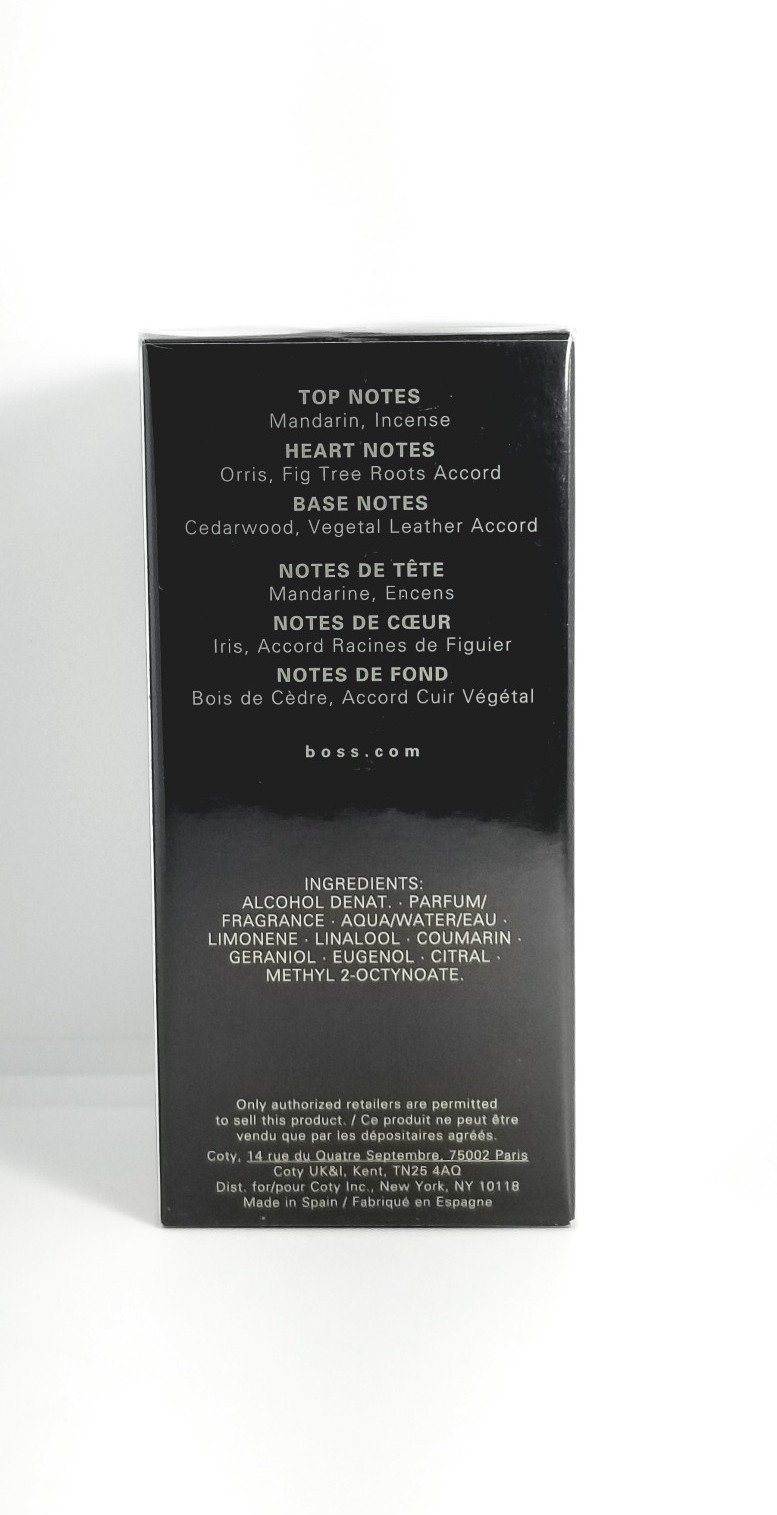 TOP NOTES
Mandarin, Incense
HEART NOTES
Orris, Fig Tree Roots Accord
BASE NOTES
Cedarwood, Vegetal Leather Accord
NOTES DE TÊTE
Mandarine, Encens
NOTES DE CŒUR
Iris, Accord Racines de Figuier
NOTES DE FOND
Bois de Cèdre, Accord Cuir Végétal
boss.com
INGREDIENTS:
ALCOHOL DENAT. · PARFUM/
FRAGRANCE · AQUA/WATER/EAU ·
LIMONENE · LINALOOL · COUMARIN ·
GERANIOL · EUGENOL · CITRAL ·
METHYL 2-OCTYNOATE.
Only authorized retailers are permitted
to sell this product. / Ce produit ne peut être
vendu que par les dépositaires agréés.
Coty, 14 rue du Quatre Septembre, 75002 Paris
Coty UK&I, Kent, TN25 4AQ
Dist. for/pour Coty Inc., New York, NY 10118
Made in Spain / Fabriqué en Espagne